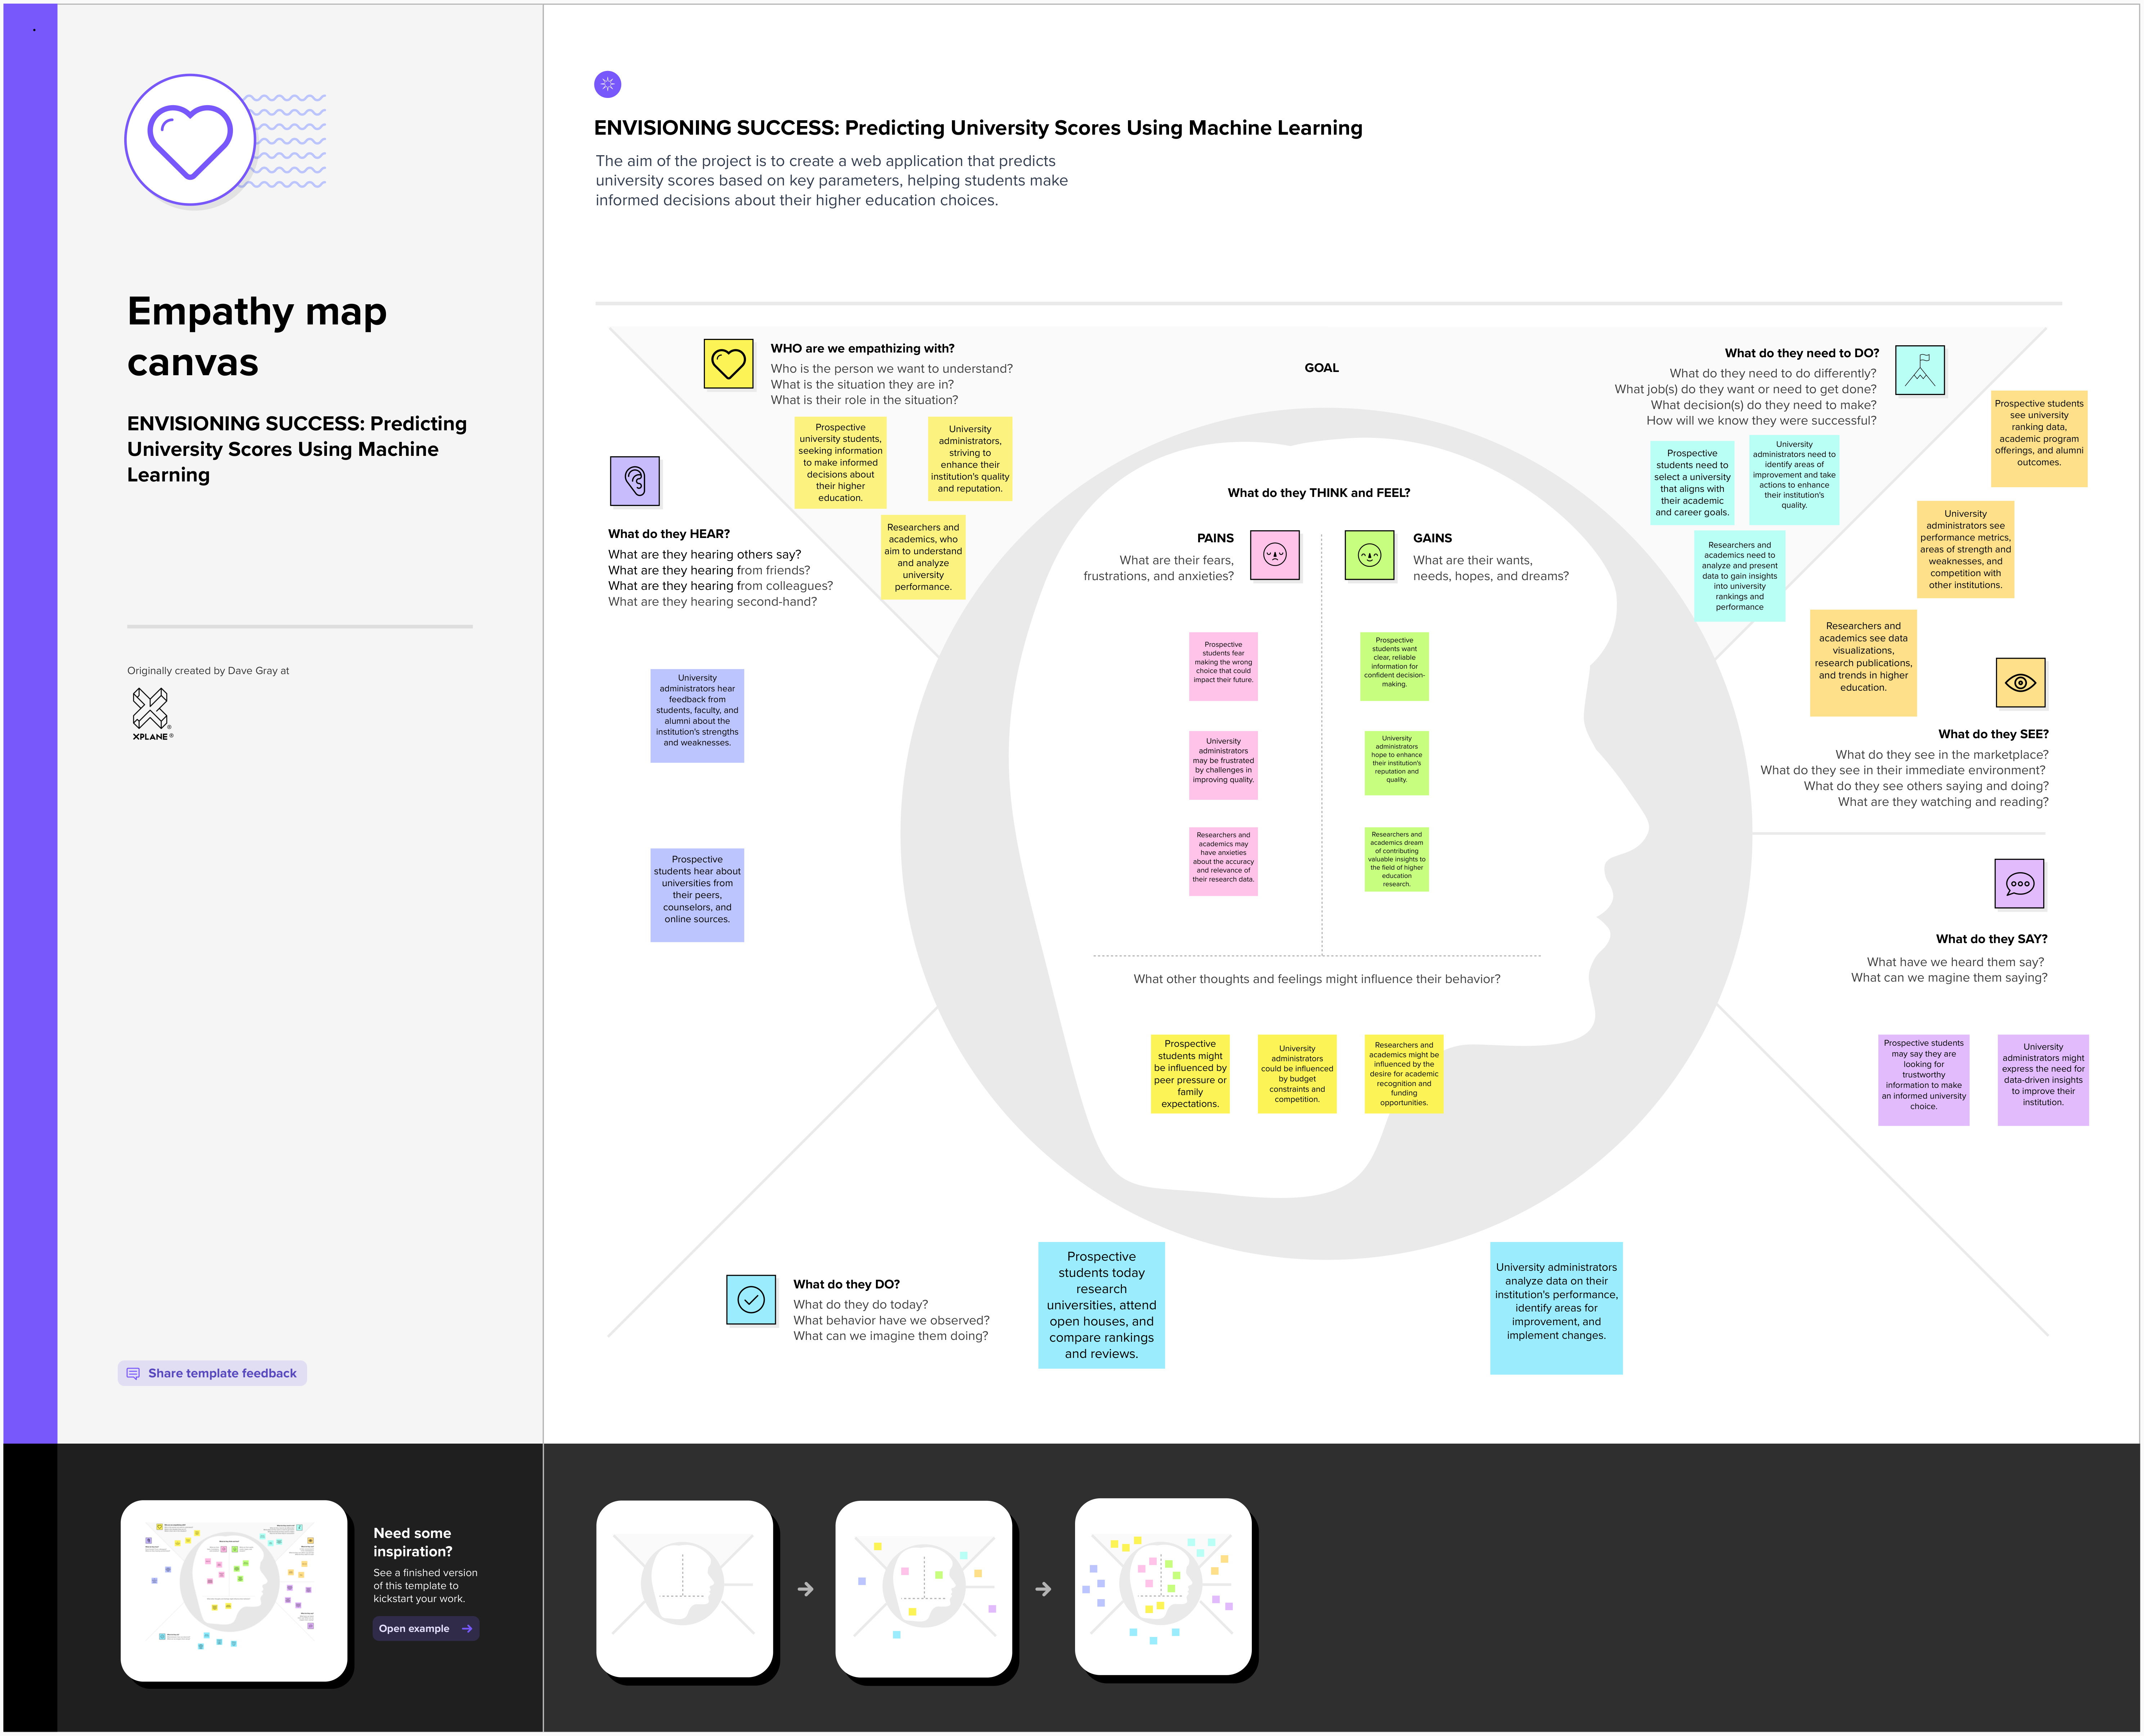 Empathy map
canvas
ENVISIONING SUCCESS: Predicting
University Scores Using Machine
Learning
Originally created by Dave Gray at
XPLANE®
Share template feedback
ENVISIONING SUCCESS: Predicting University Scores Using Machine Learning
The aim of the project is to create a web application that predicts
university scores based on key parameters, helping students make
informed decisions about their higher education choices.
WHO are we empathizing with?
Who is the person we want to understand?
What is the situation they are in?
What is their role in the situation?
Prospective
university students,
seeking information
to make informed
decisions about
their higher
education.
University
administrators,
striving to
enhance their
institution's quality
and reputation.
Researchers and
academics, who
aim to understand
and analyze
university
performance.
GOAL
What do they need to DO?
What do they need to do differently?
What job(s) do they want or need to get done?
What decision(s) do they need to make?
How will we know they were successful?
Prospective
students need to
select a university
that aligns with
their academic
and career goals.
University
administrators need to
identify areas of
improvement and take
actions to enhance
their institution's
quality.
Researchers and
academics need to
analyze and present
data to gain insights
into university
rankings and
performance
Prospective students
see university
ranking data,
academic program
offerings, and alumni
outcomes.
University
administrators see
performance metrics,
areas of strength and
weaknesses, and
competition with
other institutions.
Researchers and
academics see data
visualizations,
research publications,
and trends in higher
education.
What do they SEE?
What do they see in the marketplace?
What do they see in their immediate environment?
What do they see others saying and doing?
What are they watching and reading?
What do they HEAR?
What are they hearing others say?
What are they hearing from friends?
What are they hearing from colleagues?
What are they hearing second-hand?
University
administrators hear
feedback from
students, faculty, and
alumni about the
institution's strengths
and weaknesses.
Prospective
students hear about
universities from
their peers,
counselors, and
online sources.
What do they THINK and FEEL?
PAINS
What are their fears,
frustrations, and anxieties?
GAINS
What are their wants,
needs, hopes, and dreams?
Prospective
students fear
making the wrong
choice that could
impact their future.
Prospective
students want
clear, reliable
information for
confident decision-
making.
University
administrators
may be frustrated
by challenges in
improving quality.
University
administrators
hope to enhance
their institution's
reputation and
quality.
Researchers and
academics may
have anxieties
about the accuracy
and relevance of
their research data.
Researchers and
academics dream
of contributing
valuable insights to
the field of higher
education
research.
What other thoughts and feelings might influence their behavior?
Prospective
students might
be influenced by
peer pressure or
family
expectations.
University
administrators
could be influenced
by budget
constraints and
competition.
Researchers and
academics might be
influenced by the
desire for academic
recognition and
funding
opportunities.
What do they SAY?
What have we heard them say?
What can we magine them saying?
Prospective students
may say they are
looking for
trustworthy
information to make
an informed university
choice.
University
administrators might
express the need for
data-driven insights
to improve their
institution.
What do they DO?
What do they do today?
What behavior have we observed?
What can we imagine them doing?
Prospective
students today
research
universities, attend
open houses, and
compare rankings
and reviews.
University administrators
analyze data on their
institution's performance,
identify areas for
improvement, and
implement changes.
Need some
inspiration?
See a finished version
of this template to
kickstart your work.
Open example